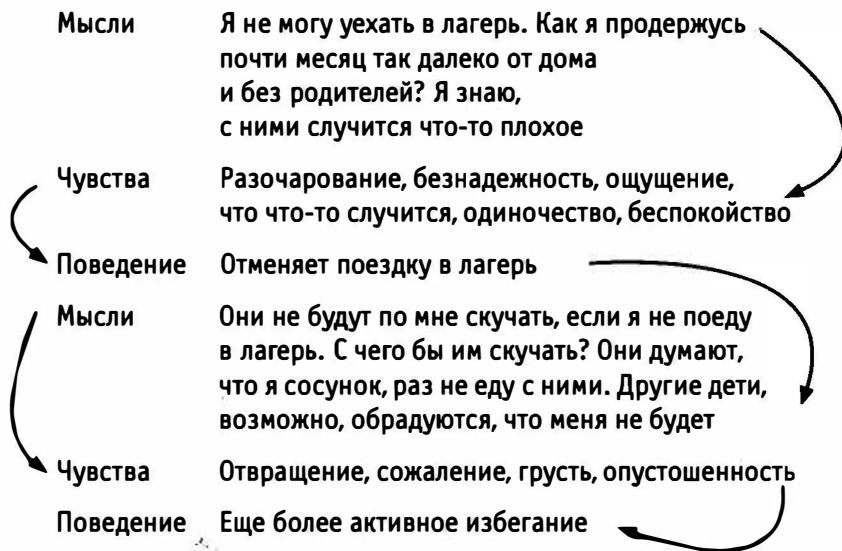 Мысли Я не могу уехать в лагерь. Как я продержусь
почти месяц так далеко от дома
и без родителей? Я знаю,
с ними случится что-то плохое
Чувства Разочарование, безнадежность, ощущение,
что что-то случится, одиночество, беспокойство
Поведение Отменяет поездку в лагерь
Мысли Они не будут по мне скучать, если я не поеду
в лагерь. С чего бы им скучать? Они думают,
что я сосунок, раз не еду с ними. Другие дети,
возможно, обрадуются, что меня не будет
Чувства Отвращение, сожаление, грусть, опустошенность
Поведение Еще более активное избегание